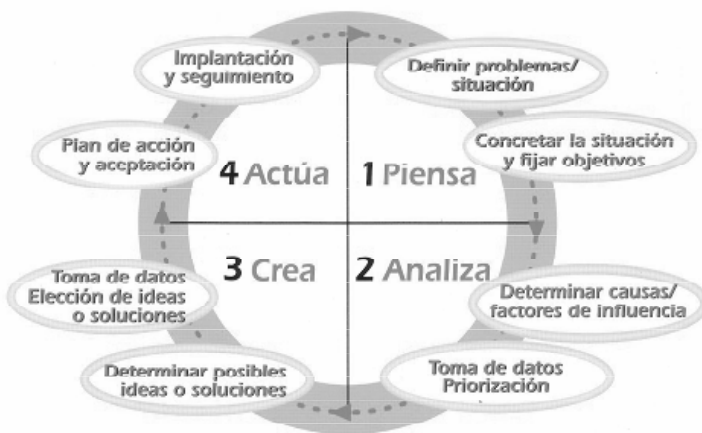 Implantación
y seguimiento
Definir problemas/
situación
Plan de acción
y aceptación
Concretar la situación
y fijar objetivos
4 Actúa
1 Piensa
3 Crea
2 Analiza
Toma de datos
Elección de ideas
o soluciones
Determinar causas/
factores de influencia
Determinar posibles
ideas o soluciones
Toma de datos
Priorización